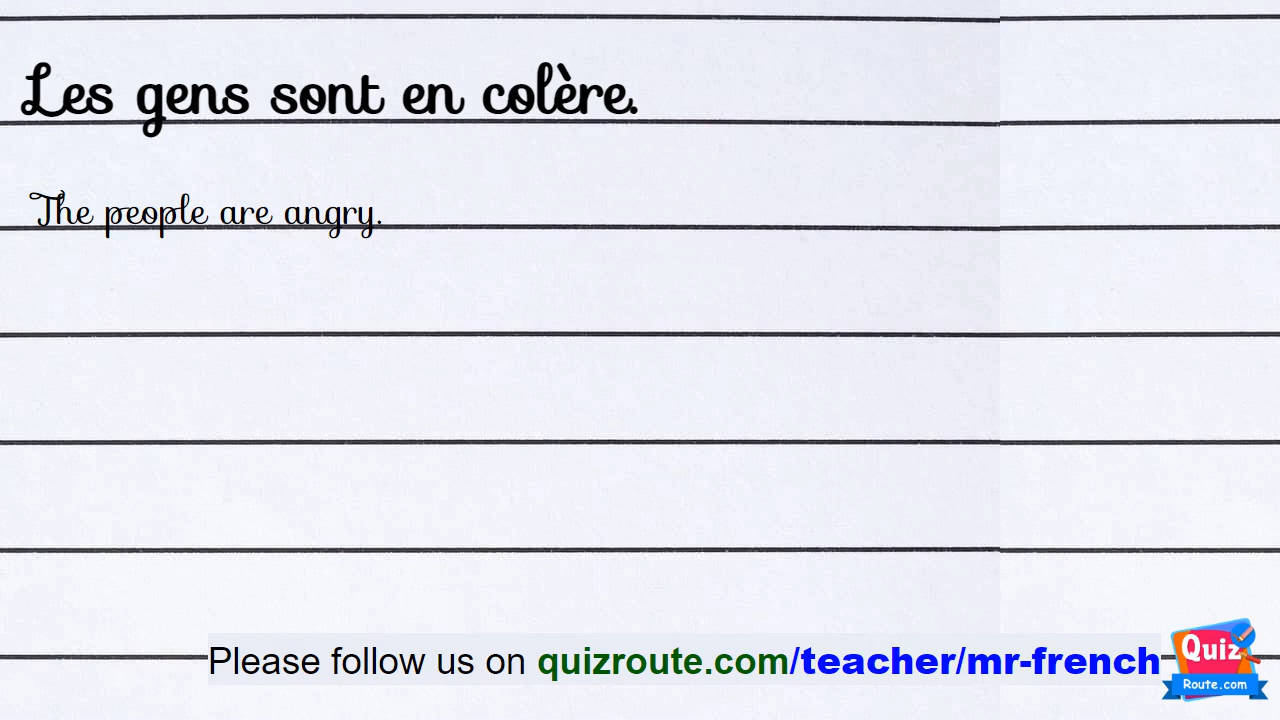 Les gens sont en colère.
The people are angry.
Please follow us on quizroute.com/teacher/mr-french
Quiz
Route.com